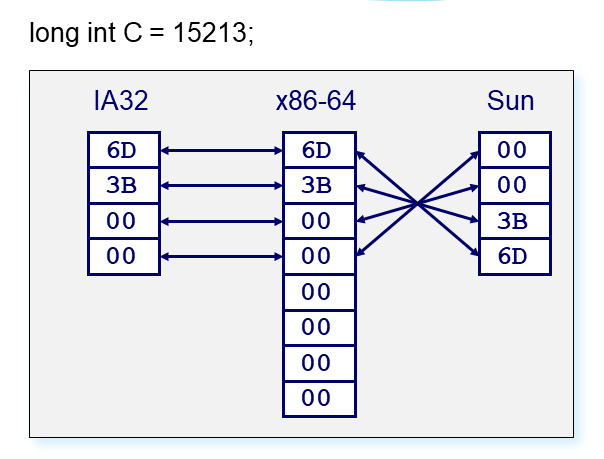 long int C = 15213;
IA32 x86-64 Sun
6D 6D 00
3B 3B 00
00 00 3B
00 00 6D
00
00
00
00